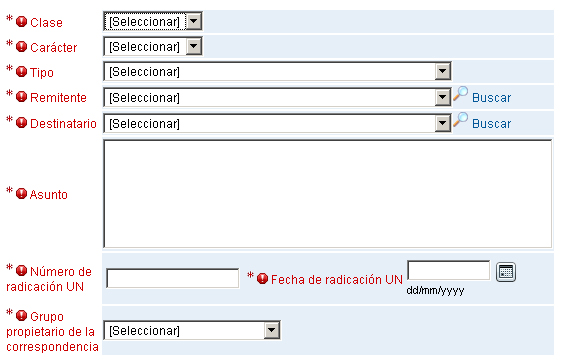 * Clase [Seleccionar]
* Carácter [Seleccionar]
* Tipo [Seleccionar]
* Remitente [Seleccionar] Buscar
* Destinatario [Seleccionar] Buscar
* Asunto
* Número de radicación UN * Fecha de radicación UN
dd/mm/yyyy
* Grupo
propietario de la
correspondencia [Seleccionar]